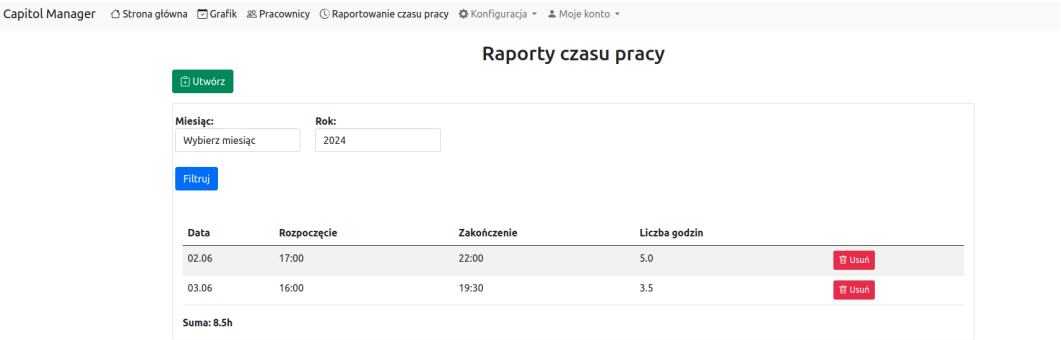 Capitol Manager Strona główna Grafik Pracownicy Raportowanie czasu pracy Konfiguracja Moje konto
Raporty czasu pracy
Utwórz
Miesiąc: Rok:
Wybierz miesiąc 2024
Filtruj
Data Rozpoczęcie Zakończenie Liczba godzin
02.06 17:00 22:00 5.0 Usuń
03.06 16:00 19:30 3.5 Usuń
Suma: 8.5h